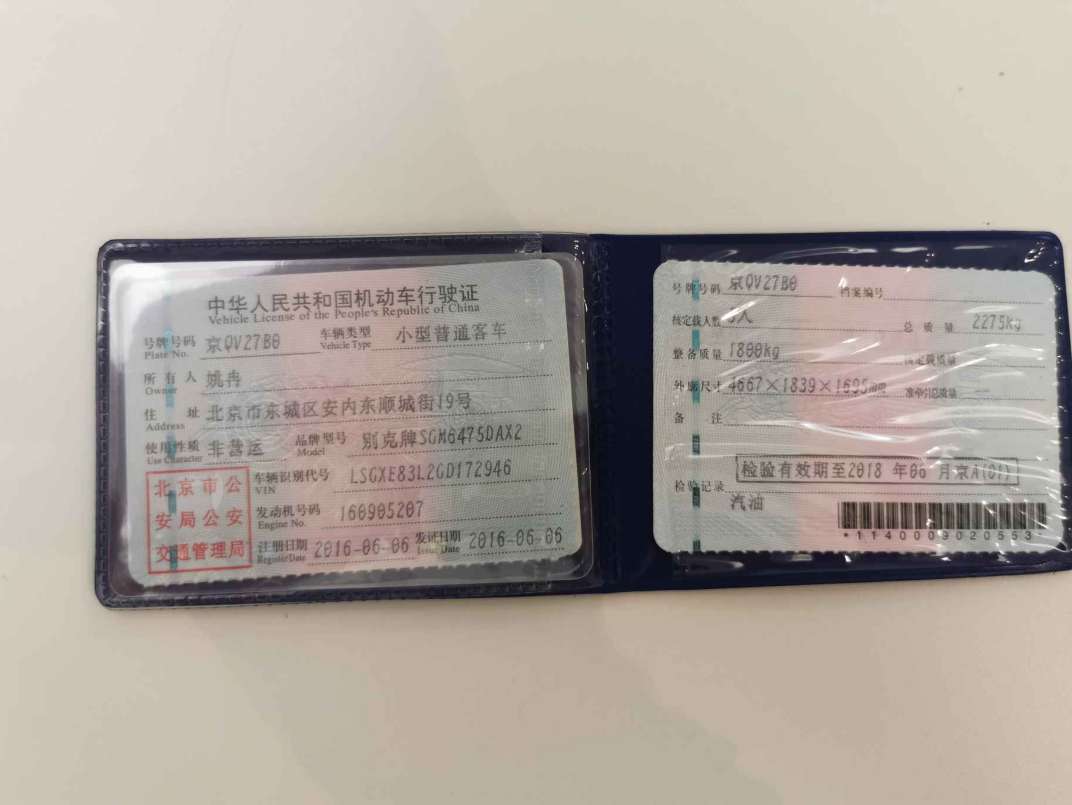 中华人民共和国机动车行驶证
Vehicle License of the People's Republic of China
号牌号码 京QV27B0 车辆类型 小型普通客车
Plate No. Vehicle Type
所有人 姚冉
Owner
住址 北京市东城区安内东顺城街19号
Address
使用性质 非营运 品牌型号 别克牌SGM6475DAX2
Use Character Model
北京市公
安局公安
交通管理局
车辆识别代号 LSGXE83L2GD172946
VIN
发动机号码 160905207
Engine No.
注册日期 2016-06-06 发证日期 2016-06-06
Register Date Issue Date
号牌号码 京QV27B0 档案编号
核定载人数 人 总质量 2275kg
整备质量 1800kg 核定载质量
外廓尺寸 4667×1839×1695mm 准牵引总质量
备注
检验有效期至2018 年06 月京A(01)
检验记录
汽油
*1140009020553*